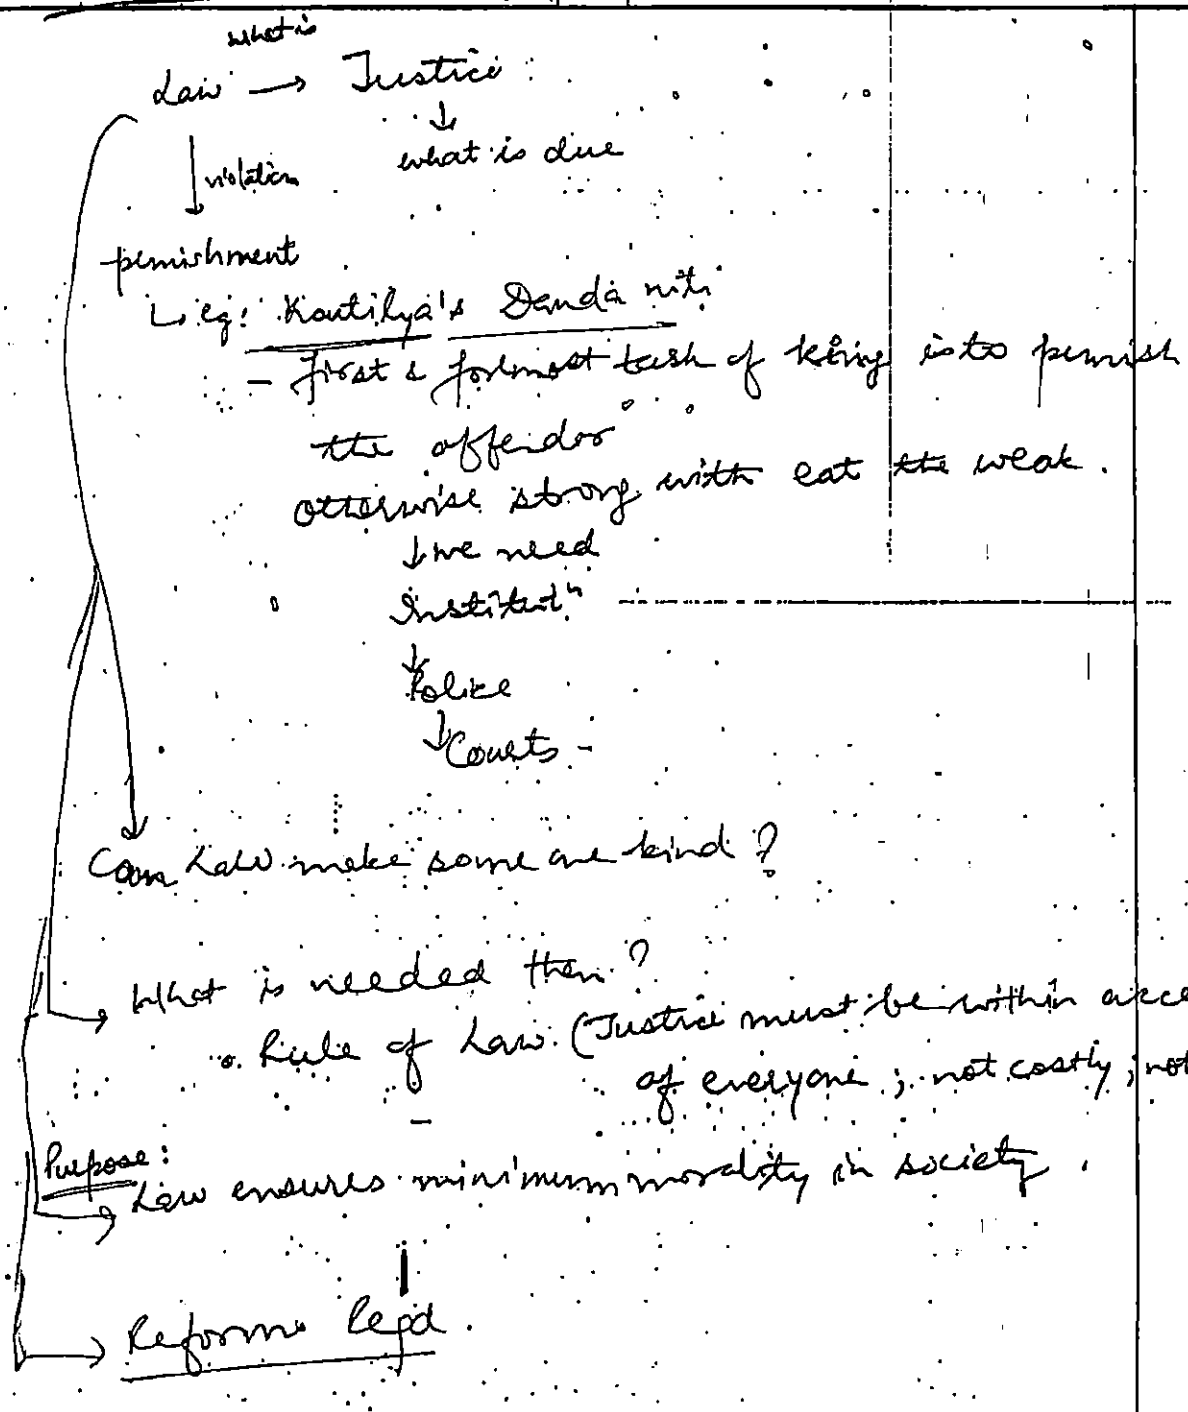 what is
Law → Justice :
↓
what is due
↓ violation
punishment
↳ eg: Kautilya's Danda niti
- first & formost task of king is to punish
the offendor
otherwise strong with eat the weak.
↓ we need
Institutⁿ
↓
Police
↓ Courts -
Can Law make some one kind ?
→ What is needed then ?
Rule of Law. (Justice must be within acce
of everyone ; not costly ; not
Purpose :
→ Law ensures minimum morality in society .
→ Reforms Reqd .